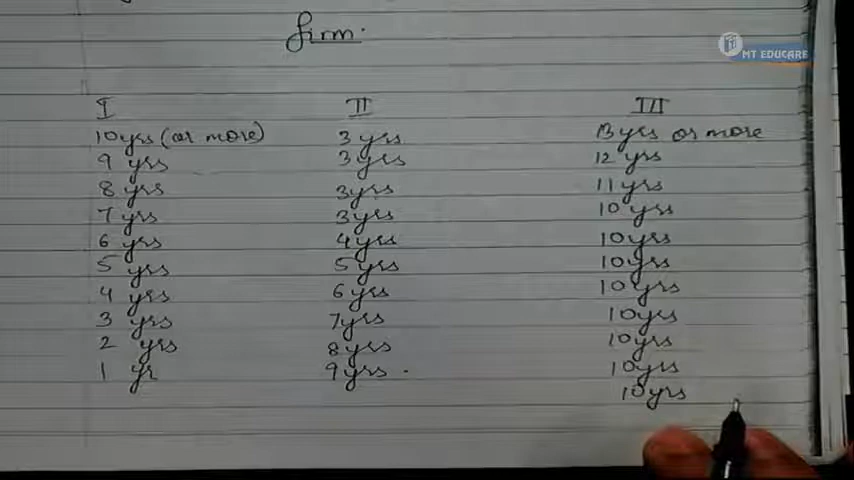 firm.
MT EDUCARE
I II III
10 yrs (or more) 3 yrs 13 yrs or more
9 yrs 3 yrs 12 yrs
8 yrs 3 yrs 11 yrs
7 yrs 3 yrs 10 yrs
6 yrs 4 yrs 10 yrs
5 yrs 5 yrs 10 yrs
4 yrs 6 yrs 10 yrs
3 yrs 7 yrs 10 yrs
2 yrs 8 yrs 10 yrs
1 yr 9 yrs. 10 yrs
10 yrs